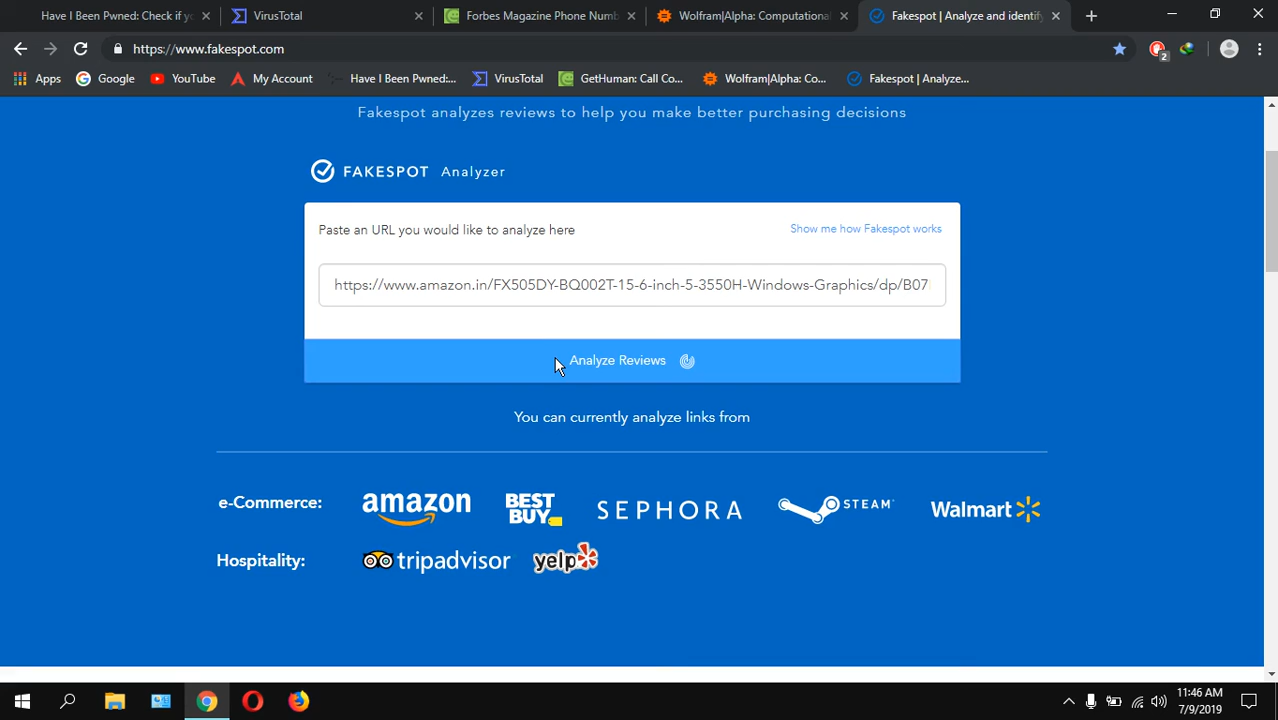 Have I Been Pwned: Check if y
VirusTotal
Forbes Magazine Phone Num
Wolfram|Alpha: Computational
Fakespot | Analyze and identify
https://www.fakespot.com
2
Apps
Google
YouTube
My Account
Have I Been Pwned:...
VirusTotal
GetHuman: Call Co...
Wolfram|Alpha: Co...
Fakespot | Analyze...
Fakespot analyzes reviews to help you make better purchasing decisions
FAKESPOT Analyzer
Paste an URL you would like to analyze here
Show me how Fakespot works
https://www.amazon.in/FX505DY-BQ002T-15-6-inch-5-3550H-Windows-Graphics/dp/B07
Analyze Reviews
You can currently analyze links from
e-Commerce:
amazon
BEST BUY
SEPHORA
STEAM
Walmart
Hospitality:
tripadvisor
yelp
11:46 AM
7/9/2019